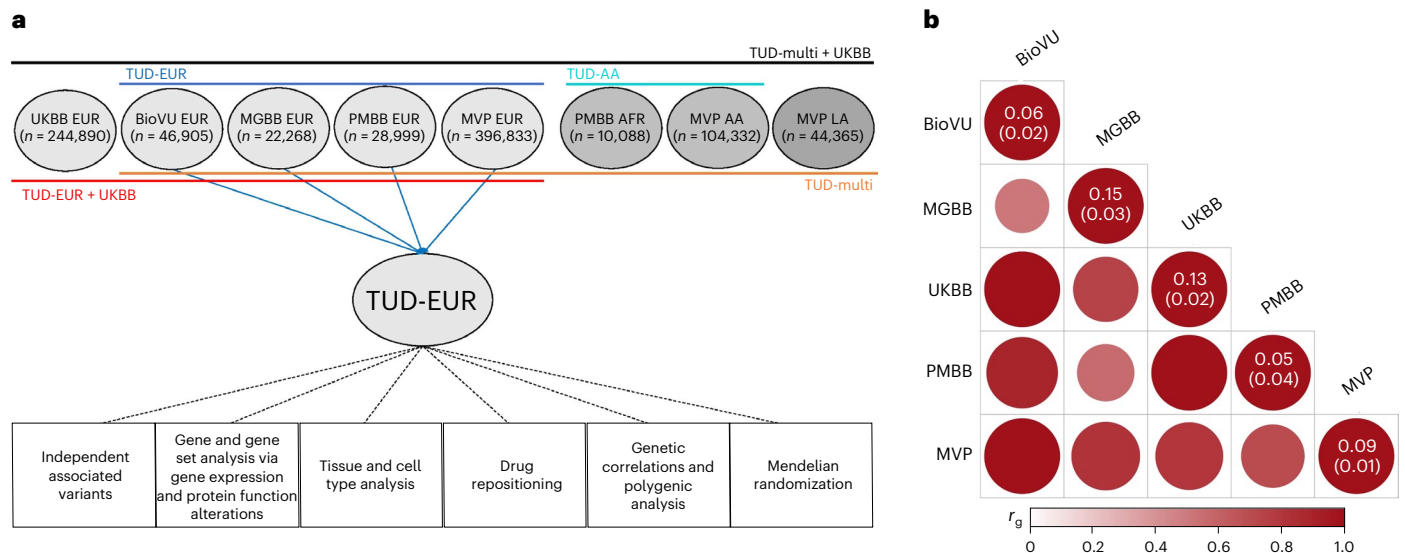 a
TUD-multi + UKBB
TUD-EUR
TUD-AA
UKBB EUR
(n = 244,890)
BioVU EUR
(n = 46,905)
MGBB EUR
(n = 22,268)
PMBB EUR
(n = 28,999)
MVP EUR
(n = 396,833)
PMBB AFR
(n = 10,088)
MVP AA
(n = 104,332)
MVP LA
(n = 44,365)
TUD-EUR + UKBB
TUD-multi
TUD-EUR
Independent
associated
variants
Gene and gene
set analysis via
gene expression
and protein function
alterations
Tissue and cell
type analysis
Drug
repositioning
Genetic
correlations and
polygenic
analysis
Mendelian
randomization
b
BioVU
MGBB
UKBB
PMBB
MVP
BioVU
0.06
(0.02)
MGBB
0.15
(0.03)
UKBB
0.13
(0.02)
PMBB
0.05
(0.04)
MVP
0.09
(0.01)
rg
0 0.2 0.4 0.6 0.8 1.0